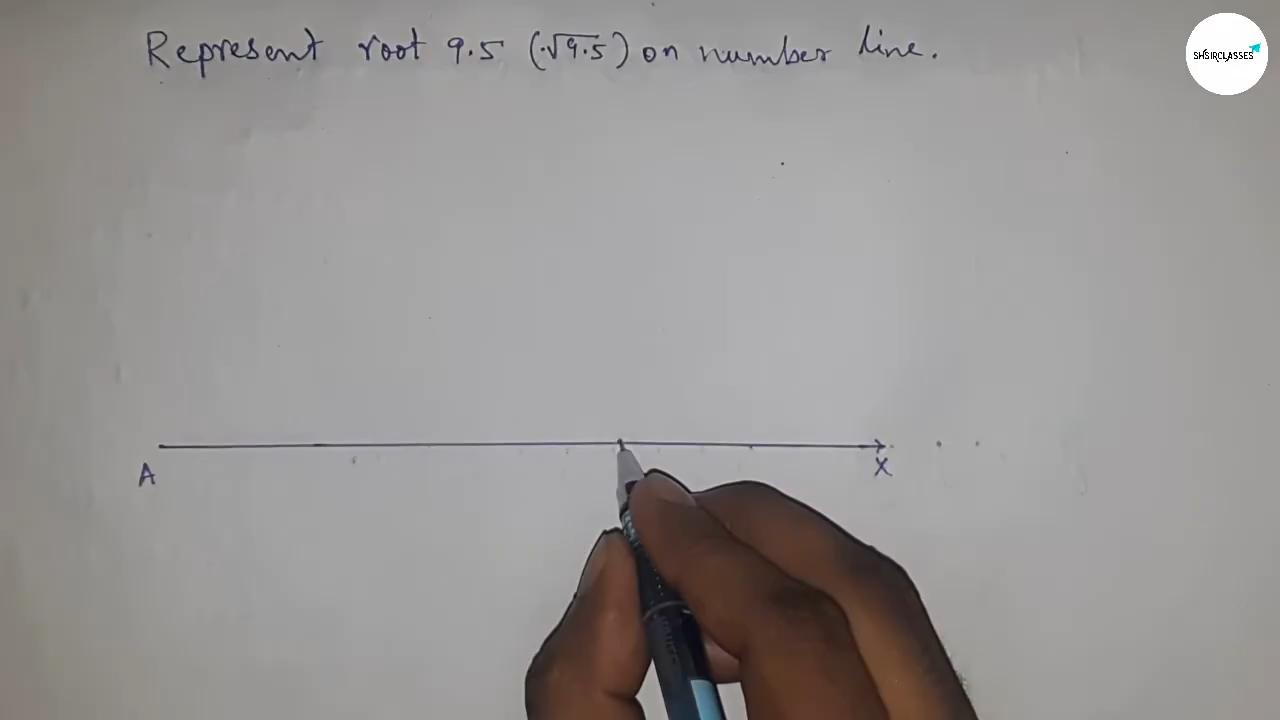 Represent root 9.5 (√9.5) on number line.
SHSIRCLASSES
A X